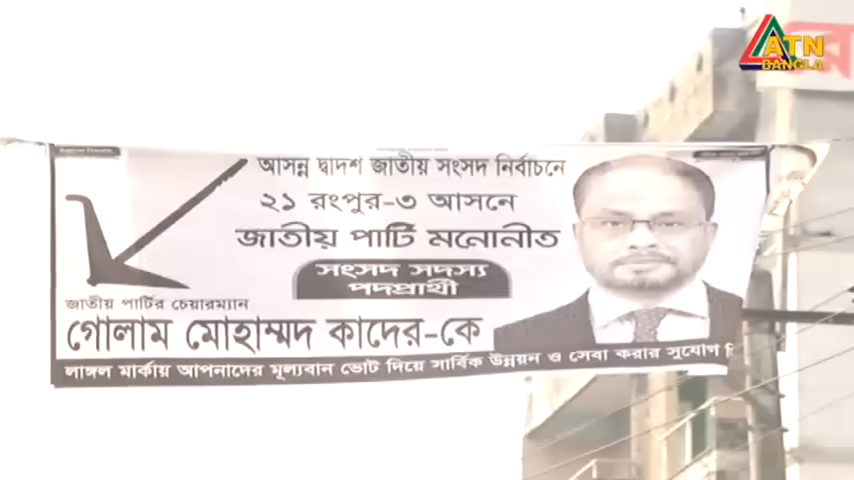 ATN
BANGLA
আসন্ন দ্বাদশ জাতীয় সংসদ নির্বাচনে
২১ রংপুর-৩ আসনে
জাতীয় পার্টি মনোনীত
সংসদ সদস্য
পদপ্রার্থী
জাতীয় পার্টির চেয়ারম্যান
গোলাম মোহাম্মদ কাদের-কে
লাঙ্গল মার্কায় আপনাদের মূল্যবান ভোট দিয়ে সার্বিক উন্নয়ন ও সেবা করার সুযোগ